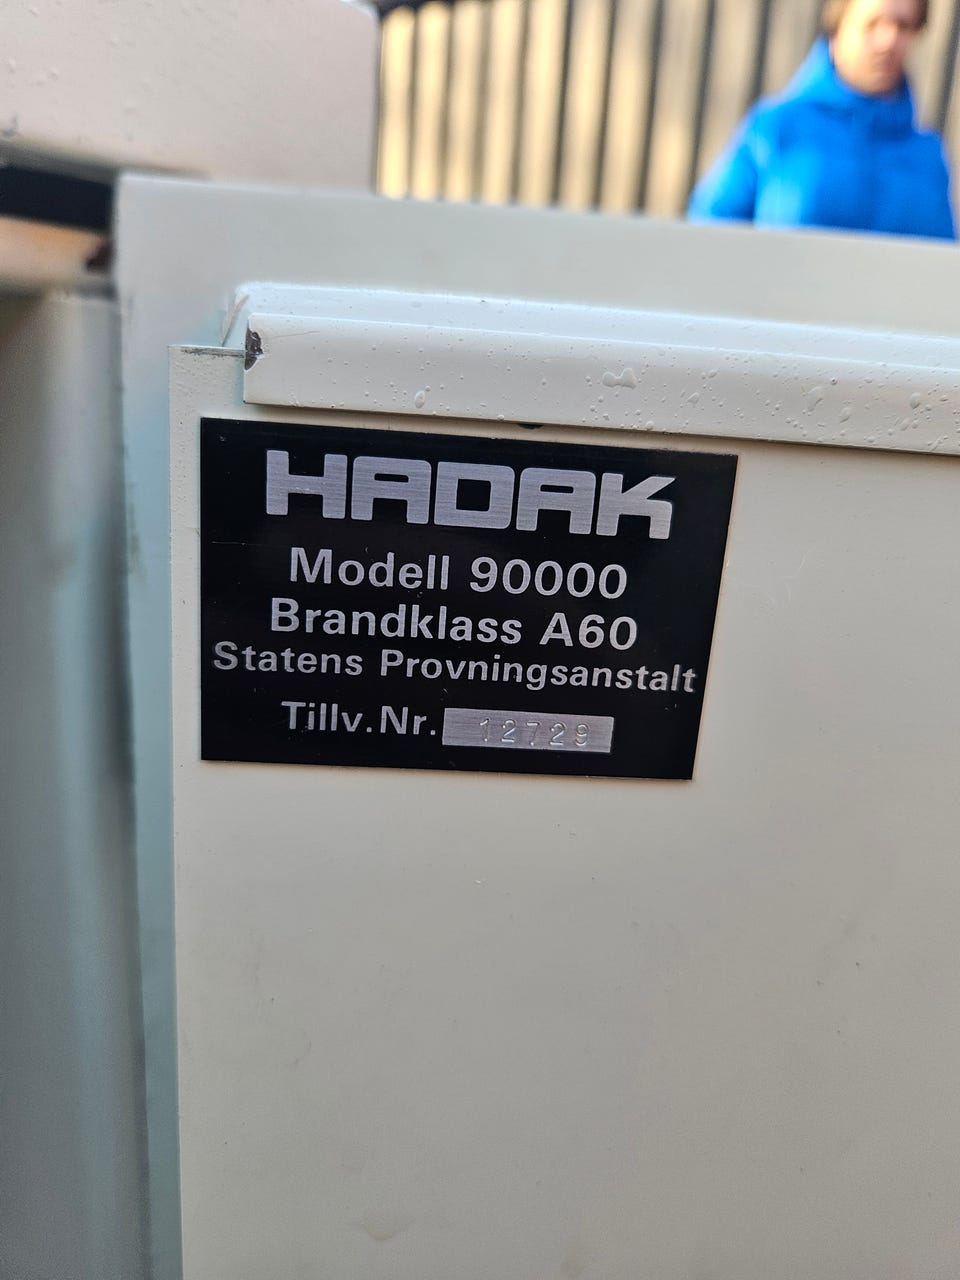 HADAK
Modell 90000
Brandklass A60
Statens Provningsanstalt
Tillv.Nr. 12729